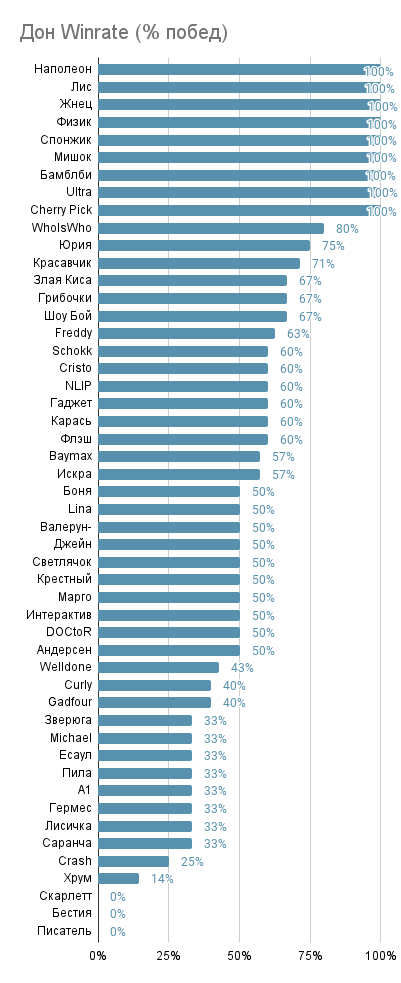 Дон Winrate (% побед)
Наполеон 100%
Лис 100%
Жнец 100%
Физик 100%
Спонжик 100%
Мишок 100%
Бамблби 100%
Ultra 100%
Cherry Pick 100%
WhoIsWho 80%
Юрия 75%
Красавчик 71%
Злая Киса 67%
Грибочки 67%
Шоу Бой 67%
Freddy 63%
Schokk 60%
Cristo 60%
NLIP 60%
Гаджет 60%
Карась 60%
Флэш 60%
Baymax 57%
Искра 57%
Боня 50%
Lina 50%
Валерун- 50%
Джейн 50%
Светлячок 50%
Крестный 50%
Марго 50%
Интерактив 50%
DOCtoR 50%
Андерсен 50%
Welldone 43%
Curly 40%
Gadfour 40%
Зверюга 33%
Michael 33%
Есаул 33%
Пила 33%
A1 33%
Гермес 33%
Лисичка 33%
Саранча 33%
Crash 25%
Хрум 14%
Скарлетт 0%
Бестия 0%
Писатель 0%
0% 25% 50% 75% 100%